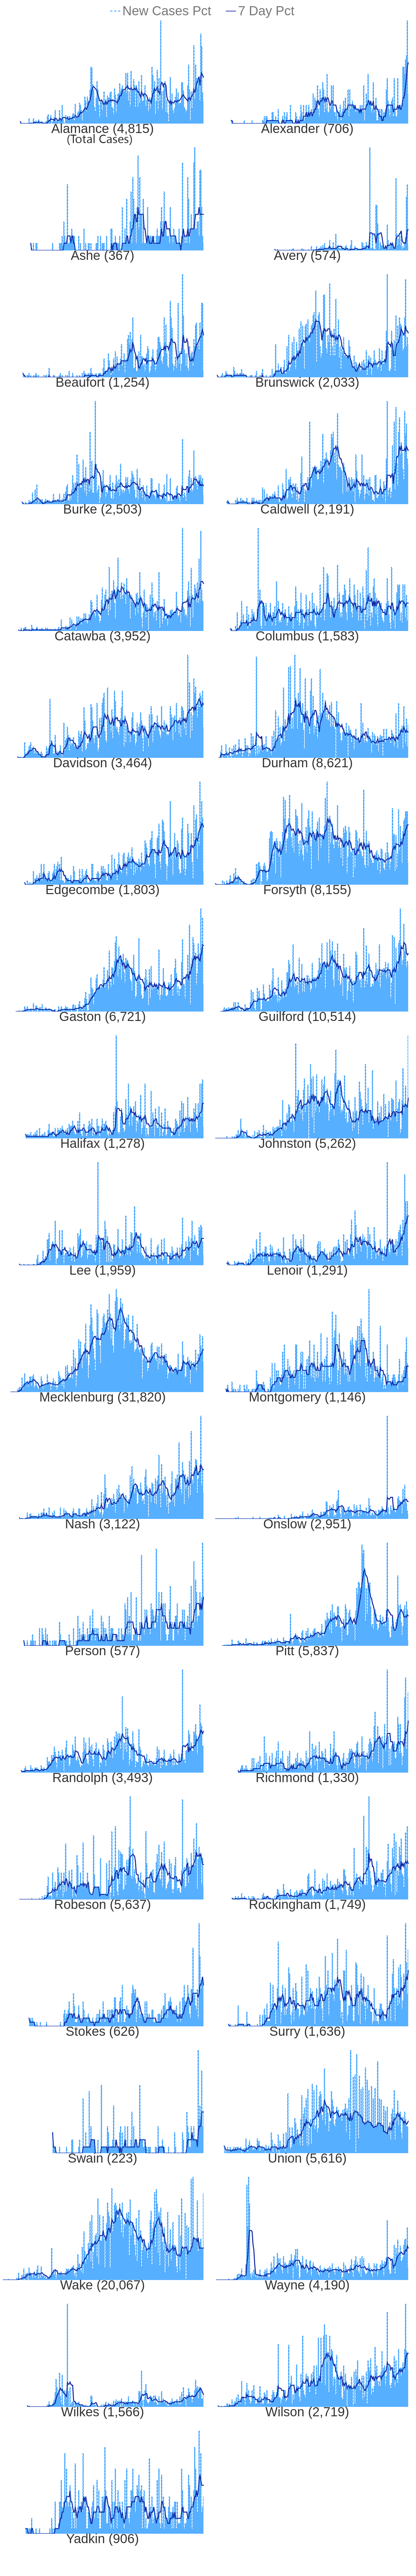 New Cases Pct 7 Day Pct
Alamance (4,815) Alexander (706)
(Total Cases)
Ashe (367) Avery (574)
Beaufort (1,254) Brunswick (2,033)
Burke (2,503) Caldwell (2,191)
Catawba (3,952) Columbus (1,583)
Davidson (3,464) Durham (8,621)
Edgecombe (1,803) Forsyth (8,155)
Gaston (6,721) Guilford (10,514)
Halifax (1,278) Johnston (5,262)
Lee (1,959) Lenoir (1,291)
Mecklenburg (31,820) Montgomery (1,146)
Nash (3,122) Onslow (2,951)
Person (577) Pitt (5,837)
Randolph (3,493) Richmond (1,330)
Robeson (5,637) Rockingham (1,749)
Stokes (626) Surry (1,636)
Swain (223) Union (5,616)
Wake (20,067) Wayne (4,190)
Wilkes (1,566) Wilson (2,719)
Yadkin (906)